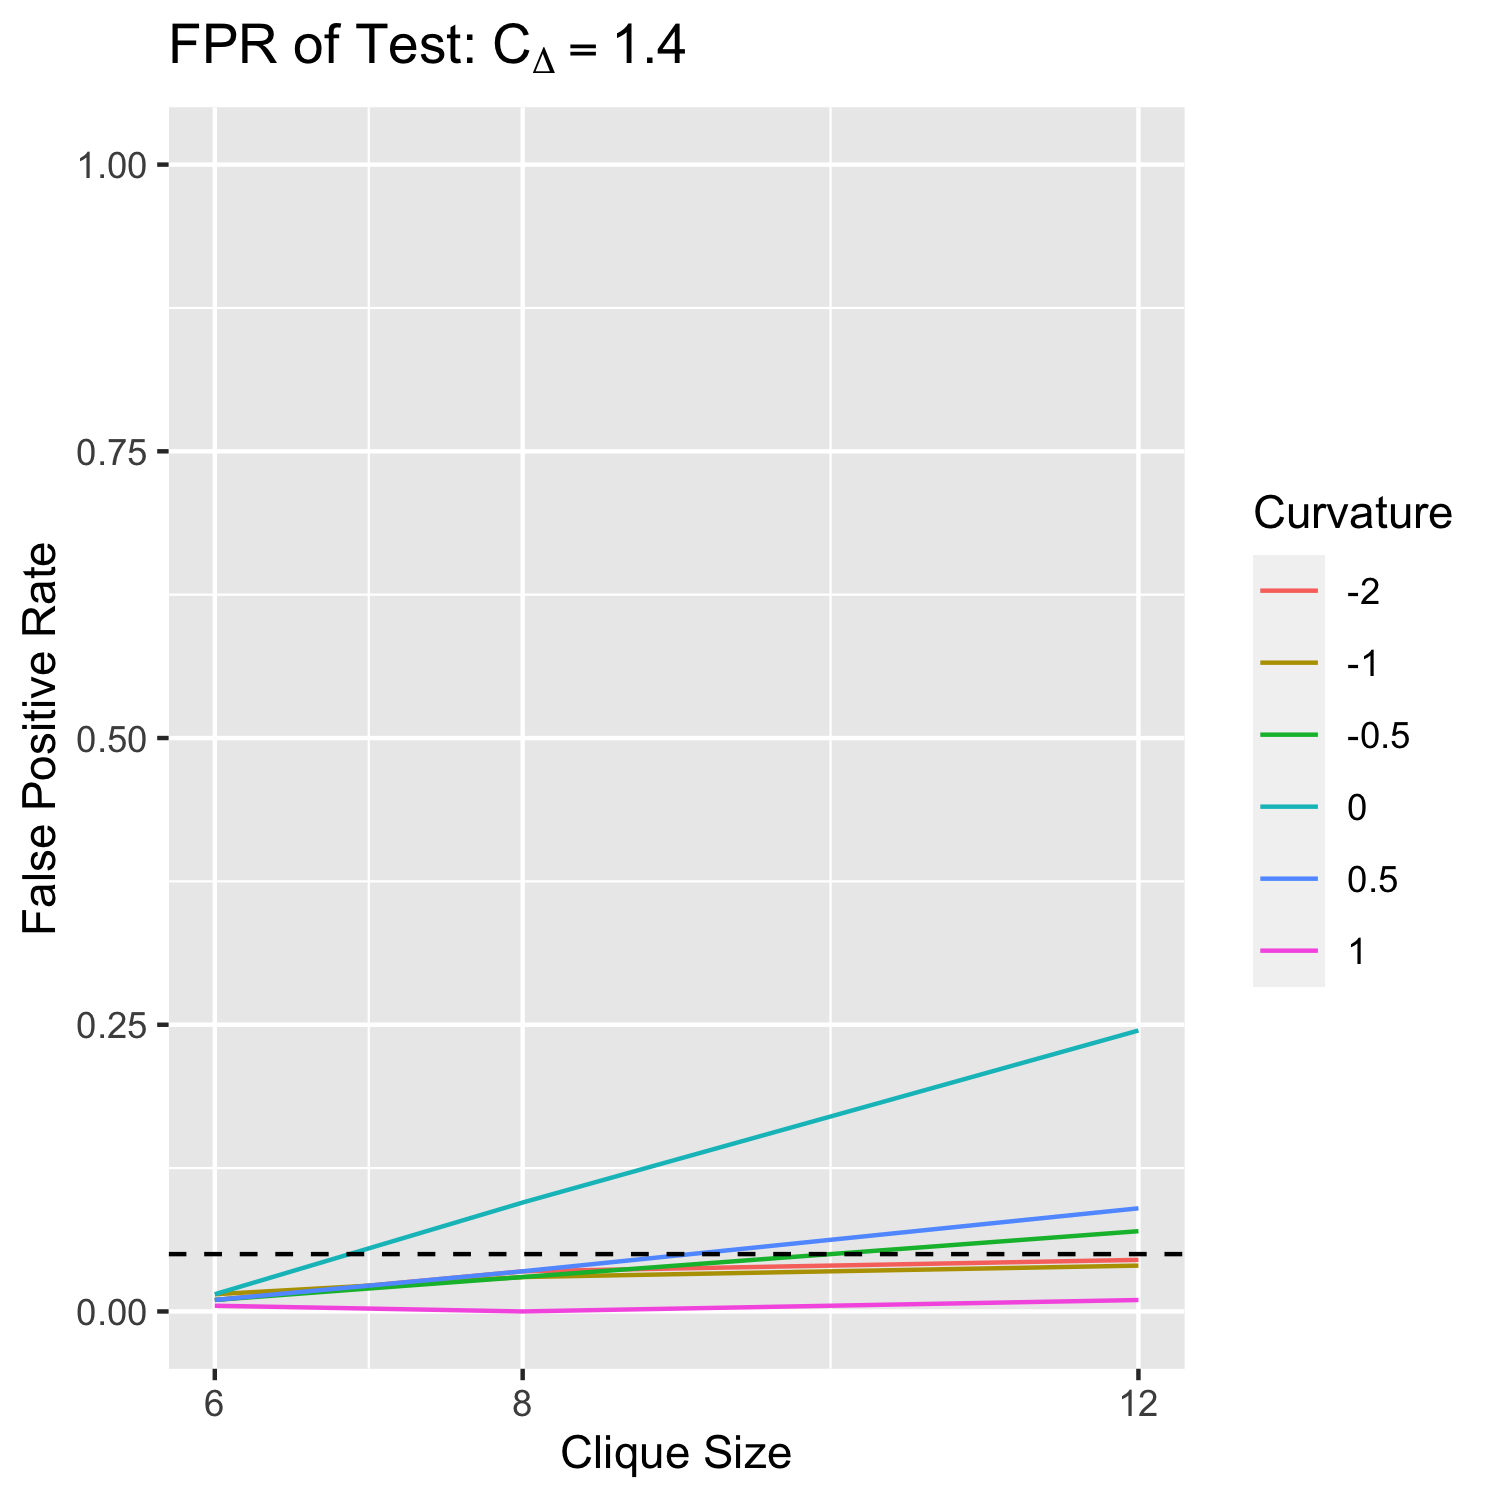 FPR of Test: C_Δ = 1.4
1.00
0.75
0.50
0.25
0.00
False Positive Rate
6 8 12
Clique Size
Curvature
-2
-1
-0.5
0
0.5
1